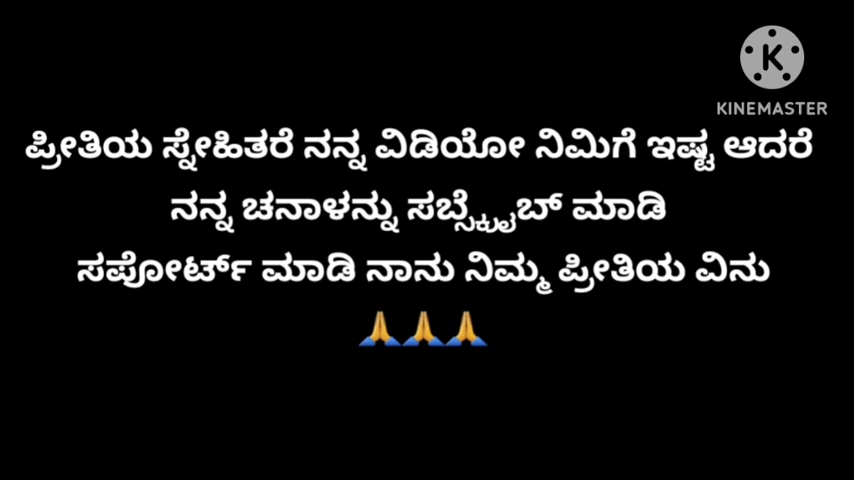 KINEMASTER
ಪ್ರೀತಿಯ ಸ್ನೇಹಿತರೆ ನನ್ನ ವಿಡಿಯೋ ನಿಮಿಗೆ ಇಷ್ಟ ಆದರೆ
ನನ್ನ ಚನಾಳನ್ನು ಸಬ್ಸ್ಕ್ರೈಬ್ ಮಾಡಿ
ಸಪೋರ್ಟ್ ಮಾಡಿ ನಾನು ನಿಮ್ಮ ಪ್ರೀತಿಯ ವಿನು
🙏🙏🙏